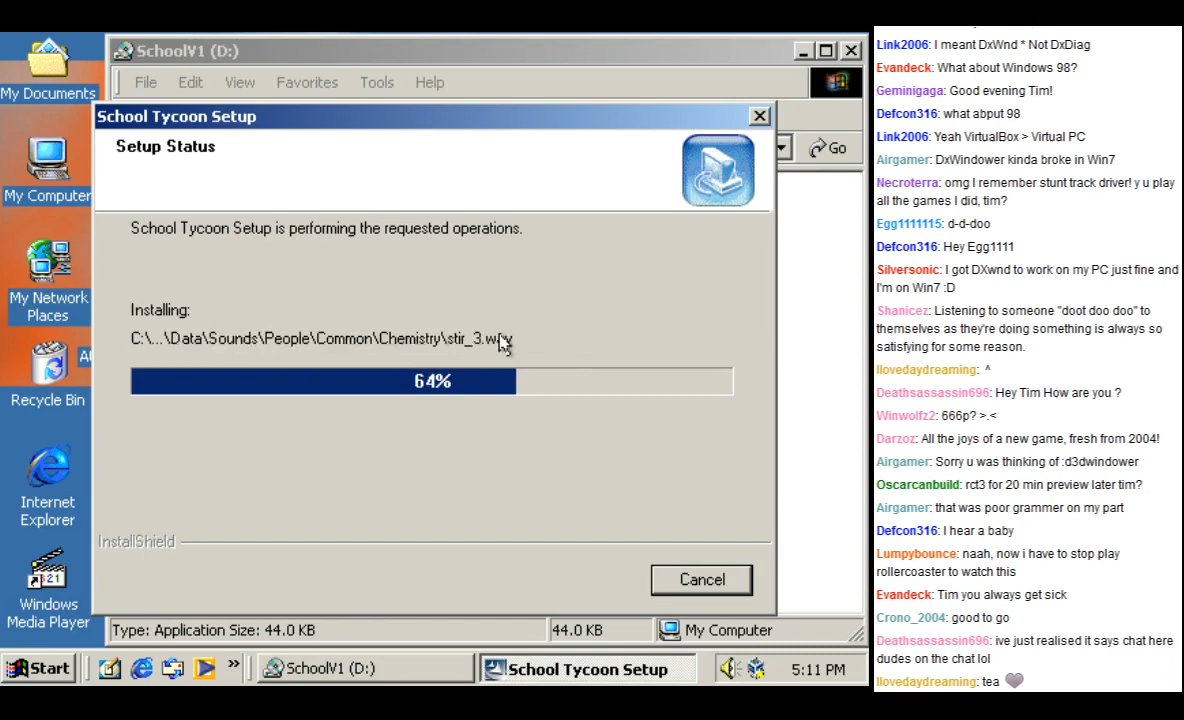 My Documents
My Computer
My Network
Places
Recycle Bin
Internet
Explorer
Windows
Media Player
SchoolV1 (D:)
File Edit View Favorites Tools Help
Go
School Tycoon Setup
Setup Status
School Tycoon Setup is performing the requested operations.
Installing:
C:\...\Data\Sounds\People\Common\Chemistry\stir_3.wav
64%
InstallShield
Cancel
Type: Application Size: 44.0 KB 44.0 KB My Computer
Start » SchoolV1 (D:) School Tycoon Setup 5:11 PM
Link2006: I meant DxWnd * Not DxDiag
Evandeck: What about Windows 98?
Geminigaga: Good evening Tim!
Defcon316: what abput 98
Link2006: Yeah VirtualBox > Virtual PC
Airgamer: DxWindower kinda broke in Win7
Necroterra: omg I remember stunt track driver! y u play
all the games I did, tim?
Egg1111115: d-d-doo
Defcon316: Hey Egg1111
Silversonic: I got DXwnd to work on my PC just fine and
I'm on Win7 :D
Shanicez: Listening to someone "doot doo doo" to
themselves as they're doing something is always so
satisfying for some reason.
Ilovedaydreaming: ^
Deathsassassin696: Hey Tim How are you ?
Winwolfz2: 666p? >.<
Darzoz: All the joys of a new game, fresh from 2004!
Airgamer: Sorry u was thinking of :d3dwindower
Oscarcanbuild: rct3 for 20 min preview later tim?
Airgamer: that was poor grammer on my part
Defcon316: I hear a baby
Lumpybounce: naah, now i have to stop play
rollercoaster to watch this
Evandeck: Tim you always get sick
Crono_2004: good to go
Deathsassassin696: ive just realised it says chat here
dudes on the chat lol
Ilovedaydreaming: tea